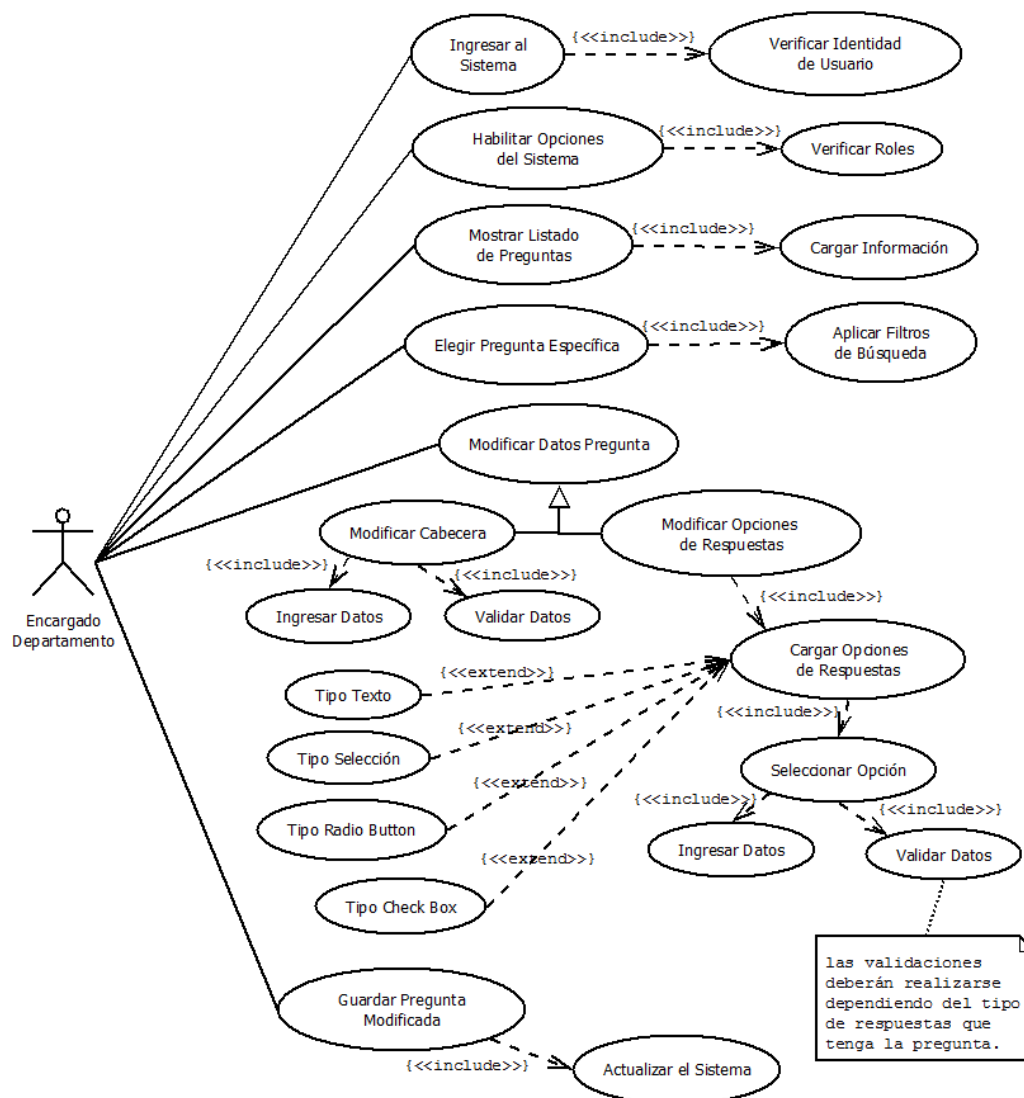 Ingresar al
Sistema
{<<include>>}
Verificar Identidad
de Usuario
Habilitar Opciones
del Sistema
{<<include>>}
Verificar Roles
Mostrar Listado
de Preguntas
{<<include>>}
Cargar Información
Elegir Pregunta Específica
{<<include>>}
Aplicar Filtros
de Búsqueda
Modificar Datos Pregunta
Modificar Cabecera
Modificar Opciones
de Respuestas
{<<include>>}
{<<include>>}
{<<include>>}
Ingresar Datos
Validar Datos
Encargado
Departamento
Cargar Opciones
de Respuestas
{<<extend>>}
Tipo Texto
{<<include>>}
{<<extend>>}
Tipo Selección
Seleccionar Opción
{<<extend>>}
{<<include>>}
{<<include>>}
Tipo Radio Button
Ingresar Datos
Validar Datos
{<<extend>>}
Tipo Check Box
las validaciones
deberán realizarse
dependiendo del tipo
de respuestas que
tenga la pregunta.
Guardar Pregunta
Modificada
{<<include>>}
Actualizar el Sistema